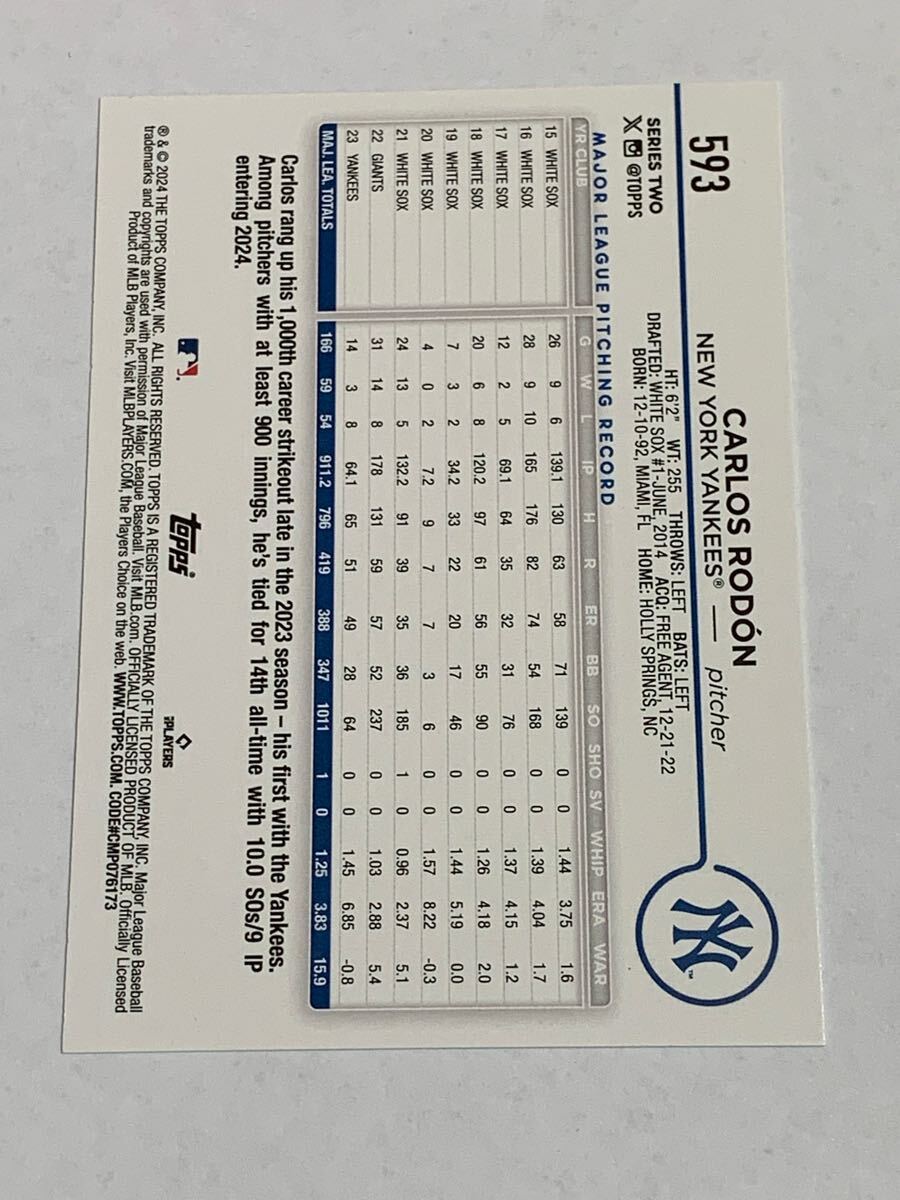 593
CARLOS RODÓN
NEW YORK YANKEES® — pitcher
NY
™
SERIES TWO
@TOPPS
HT: 6'2" WT: 255 THROWS: LEFT BATS: LEFT
DRAFTED: WHITE SOX #1-JUNE, 2014 ACQ: FREE AGENT, 12-21-22
BORN: 12-10-92, MIAMI, FL HOME: HOLLY SPRINGS, NC
MAJOR LEAGUE PITCHING RECORD
YR CLUB G W L IP H R ER BB SO SHO SV WHIP ERA WAR
15 WHITE SOX 26 9 6 139.1 130 63 58 71 139 0 0 1.44 3.75 1.6
16 WHITE SOX 28 9 10 165 176 82 74 54 168 0 0 1.39 4.04 1.7
17 WHITE SOX 12 2 5 69.1 64 35 32 31 76 0 0 1.37 4.15 1.2
18 WHITE SOX 20 6 8 120.2 97 61 56 55 90 0 0 1.26 4.18 2.0
19 WHITE SOX 7 3 2 34.2 33 22 20 17 46 0 0 1.44 5.19 0.0
20 WHITE SOX 4 0 2 7.2 9 7 7 3 6 0 0 1.57 8.22 -0.3
21 WHITE SOX 24 13 5 132.2 91 39 35 36 185 1 0 0.96 2.37 5.1
22 GIANTS 31 14 8 178 131 59 57 52 237 0 0 1.03 2.88 5.4
23 YANKEES 14 3 8 64.1 65 51 49 28 64 0 0 1.45 6.85 -0.8
MAJ. LEA. TOTALS 166 59 54 911.2 796 419 388 347 1011 1 0 1.25 3.83 15.9
Carlos rang up his 1,000th career strikeout late in the 2023 season – his first with the Yankees.
Among pitchers with at least 900 innings, he's tied for 14th all-time with 10.0 SOs/9 IP
entering 2024.
topps
PLAYERS
® & © 2024 THE TOPPS COMPANY, INC. ALL RIGHTS RESERVED. TOPPS IS A REGISTERED TRADEMARK OF THE TOPPS COMPANY, INC. Major League Baseball
trademarks and copyrights are used with permission of Major League Baseball. Visit MLB.com. OFFICIALLY LICENSED PRODUCT OF MLB. Officially Licensed
Product of MLB Players, Inc. Visit MLBPLAYERS.COM, the Players Choice on the web. WWW.TOPPS.COM. CODE#CMP076173